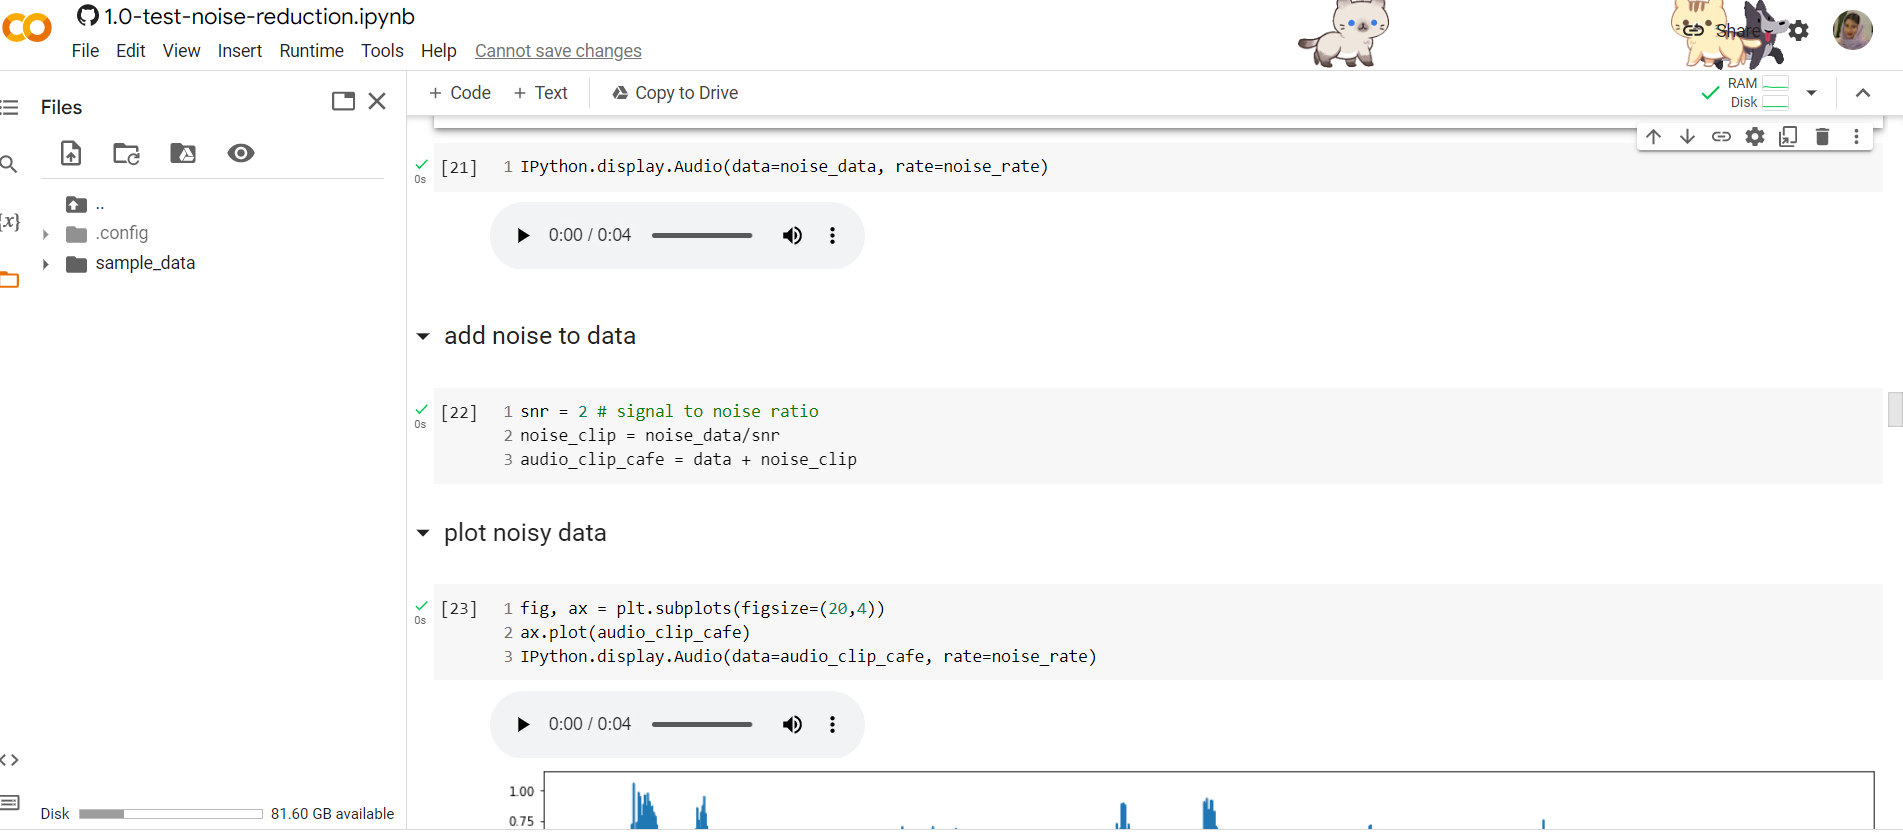 1.0-test-noise-reduction.ipynb
File Edit View Insert Runtime Tools Help Cannot save changes
Share
Files
+ Code + Text Copy to Drive
RAM
Disk
..
.config
sample_data
{x}
0s
[21] 1 IPython.display.Audio(data=noise_data, rate=noise_rate)
0:00 / 0:04
add noise to data
0s
[22] 1 snr = 2 # signal to noise ratio
2 noise_clip = noise_data/snr
3 audio_clip_cafe = data + noise_clip
plot noisy data
0s
[23] 1 fig, ax = plt.subplots(figsize=(20,4))
2 ax.plot(audio_clip_cafe)
3 IPython.display.Audio(data=audio_clip_cafe, rate=noise_rate)
0:00 / 0:04
1.00
0.75
Disk 81.60 GB available